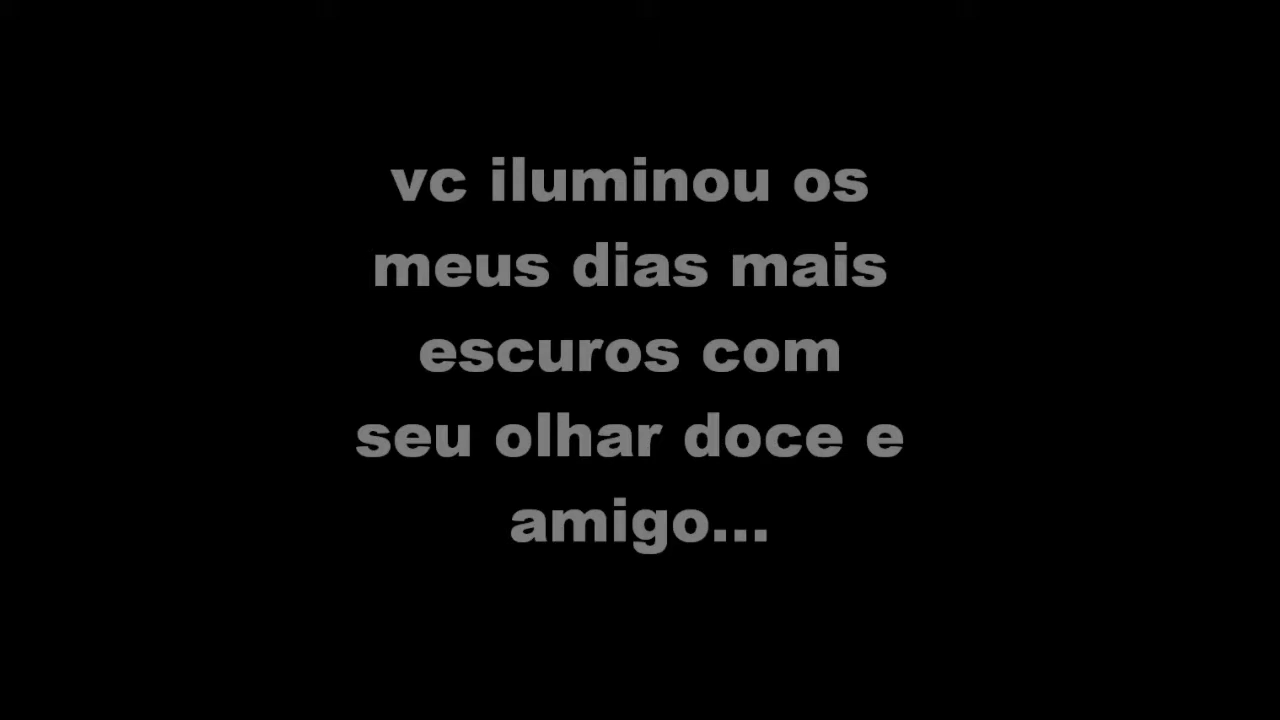 vc iluminou os
meus dias mais
escuros com
seu olhar doce e
amigo...